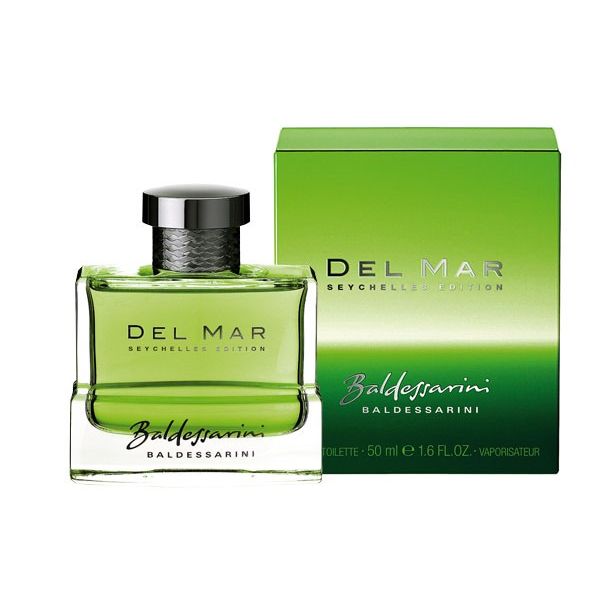 DEL MAR
SEYCHELLES EDITION
Baldessarini
BALDESSARINI
DEL MAR
SEYCHELLES EDITION
Baldessarini
BALDESSARINI
TOILETTE · 50 ml e 1.6 FL.OZ. · VAPORISATEUR